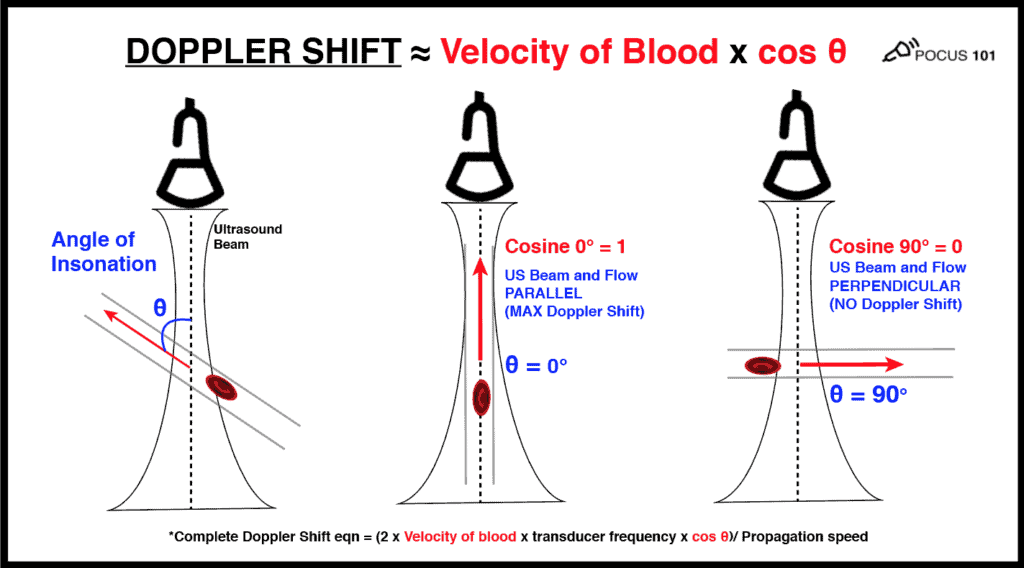 DOPPLER SHIFT ≈ Velocity of Blood x cos θ
POCUS 101
Angle of
Insonation
Ultrasound
Beam
θ
Cosine 0° = 1
US Beam and Flow
PARALLEL
(MAX Doppler Shift)
θ = 0°
Cosine 90° = 0
US Beam and Flow
PERPENDICULAR
(NO Doppler Shift)
θ = 90°
*Complete Doppler Shift eqn = (2 x Velocity of blood x transducer frequency x cos θ)/ Propagation speed